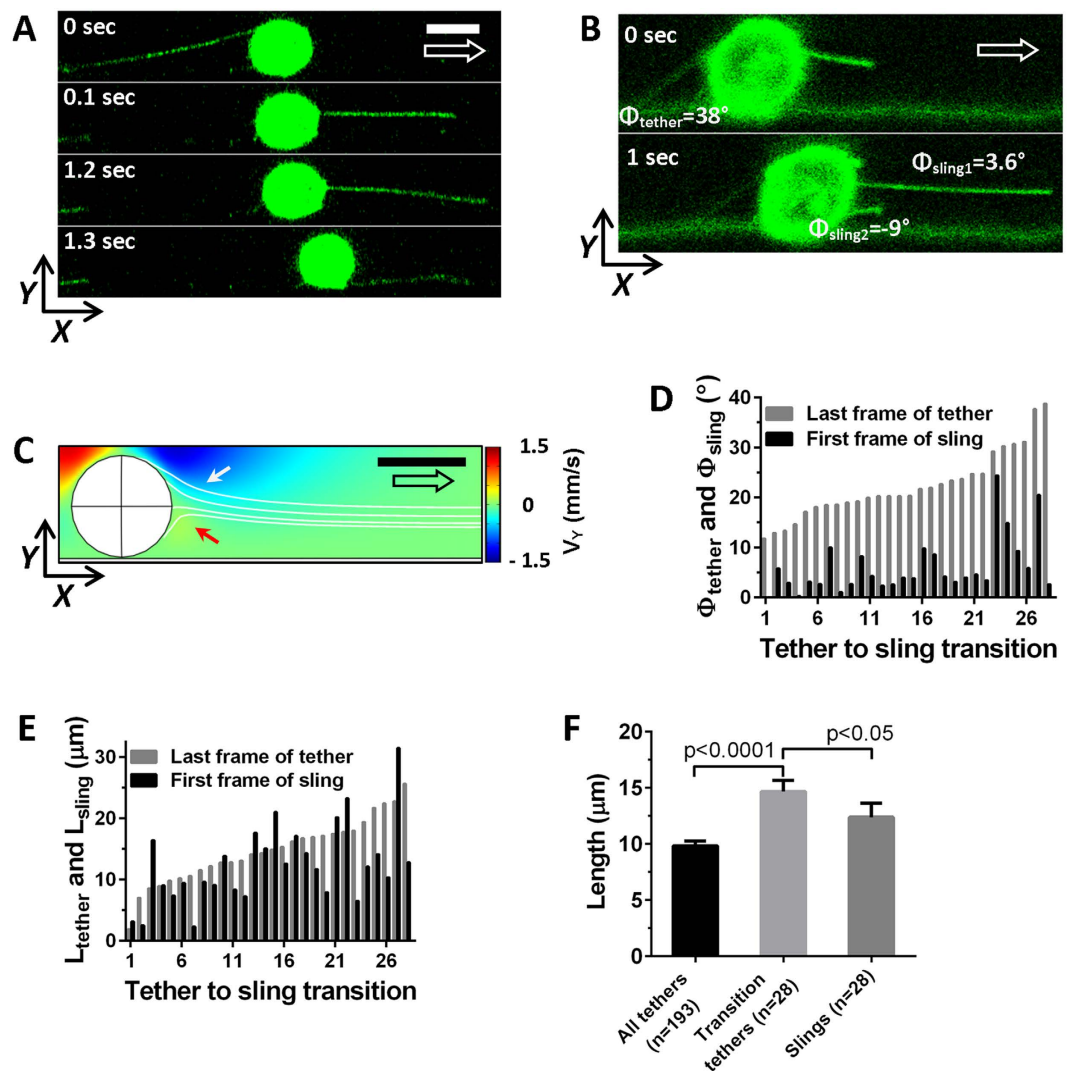 A
0 sec
0.1 sec
1.2 sec
1.3 sec
Y
X
B
0 sec
Φtether=38°
1 sec
Φsling1=3.6°
Φsling2=-9°
Y
X
C
1.5
0
- 1.5
VY (mm/s)
Y
X
D
Φtether and Φsling (°)
40
30
20
10
0
Last frame of tether
First frame of sling
1 6 11 16 21 26
Tether to sling transition
E
Ltether and Lsling (μm)
30
20
10
0
Last frame of tether
First frame of sling
1 6 11 16 21 26
Tether to sling transition
F
Length (μm)
20
15
10
5
0
p<0.0001
p<0.05
All tethers
(n=193)
Transition
tethers (n=28)
Slings (n=28)